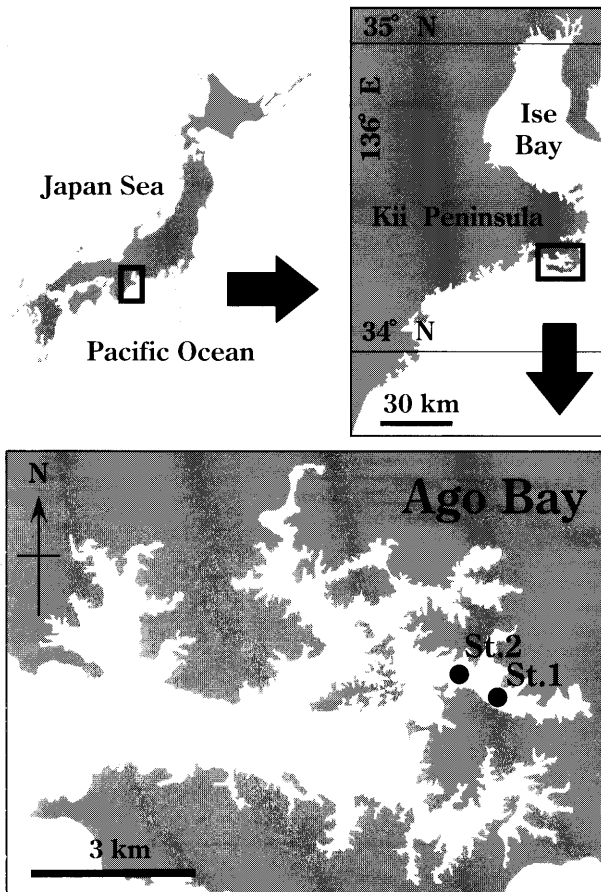 Japan Sea
Pacific Ocean
35° N
136° E
Ise
Bay
Kii Peninsula
34° N
30 km
N
Ago Bay
St.2
St.1
3 km